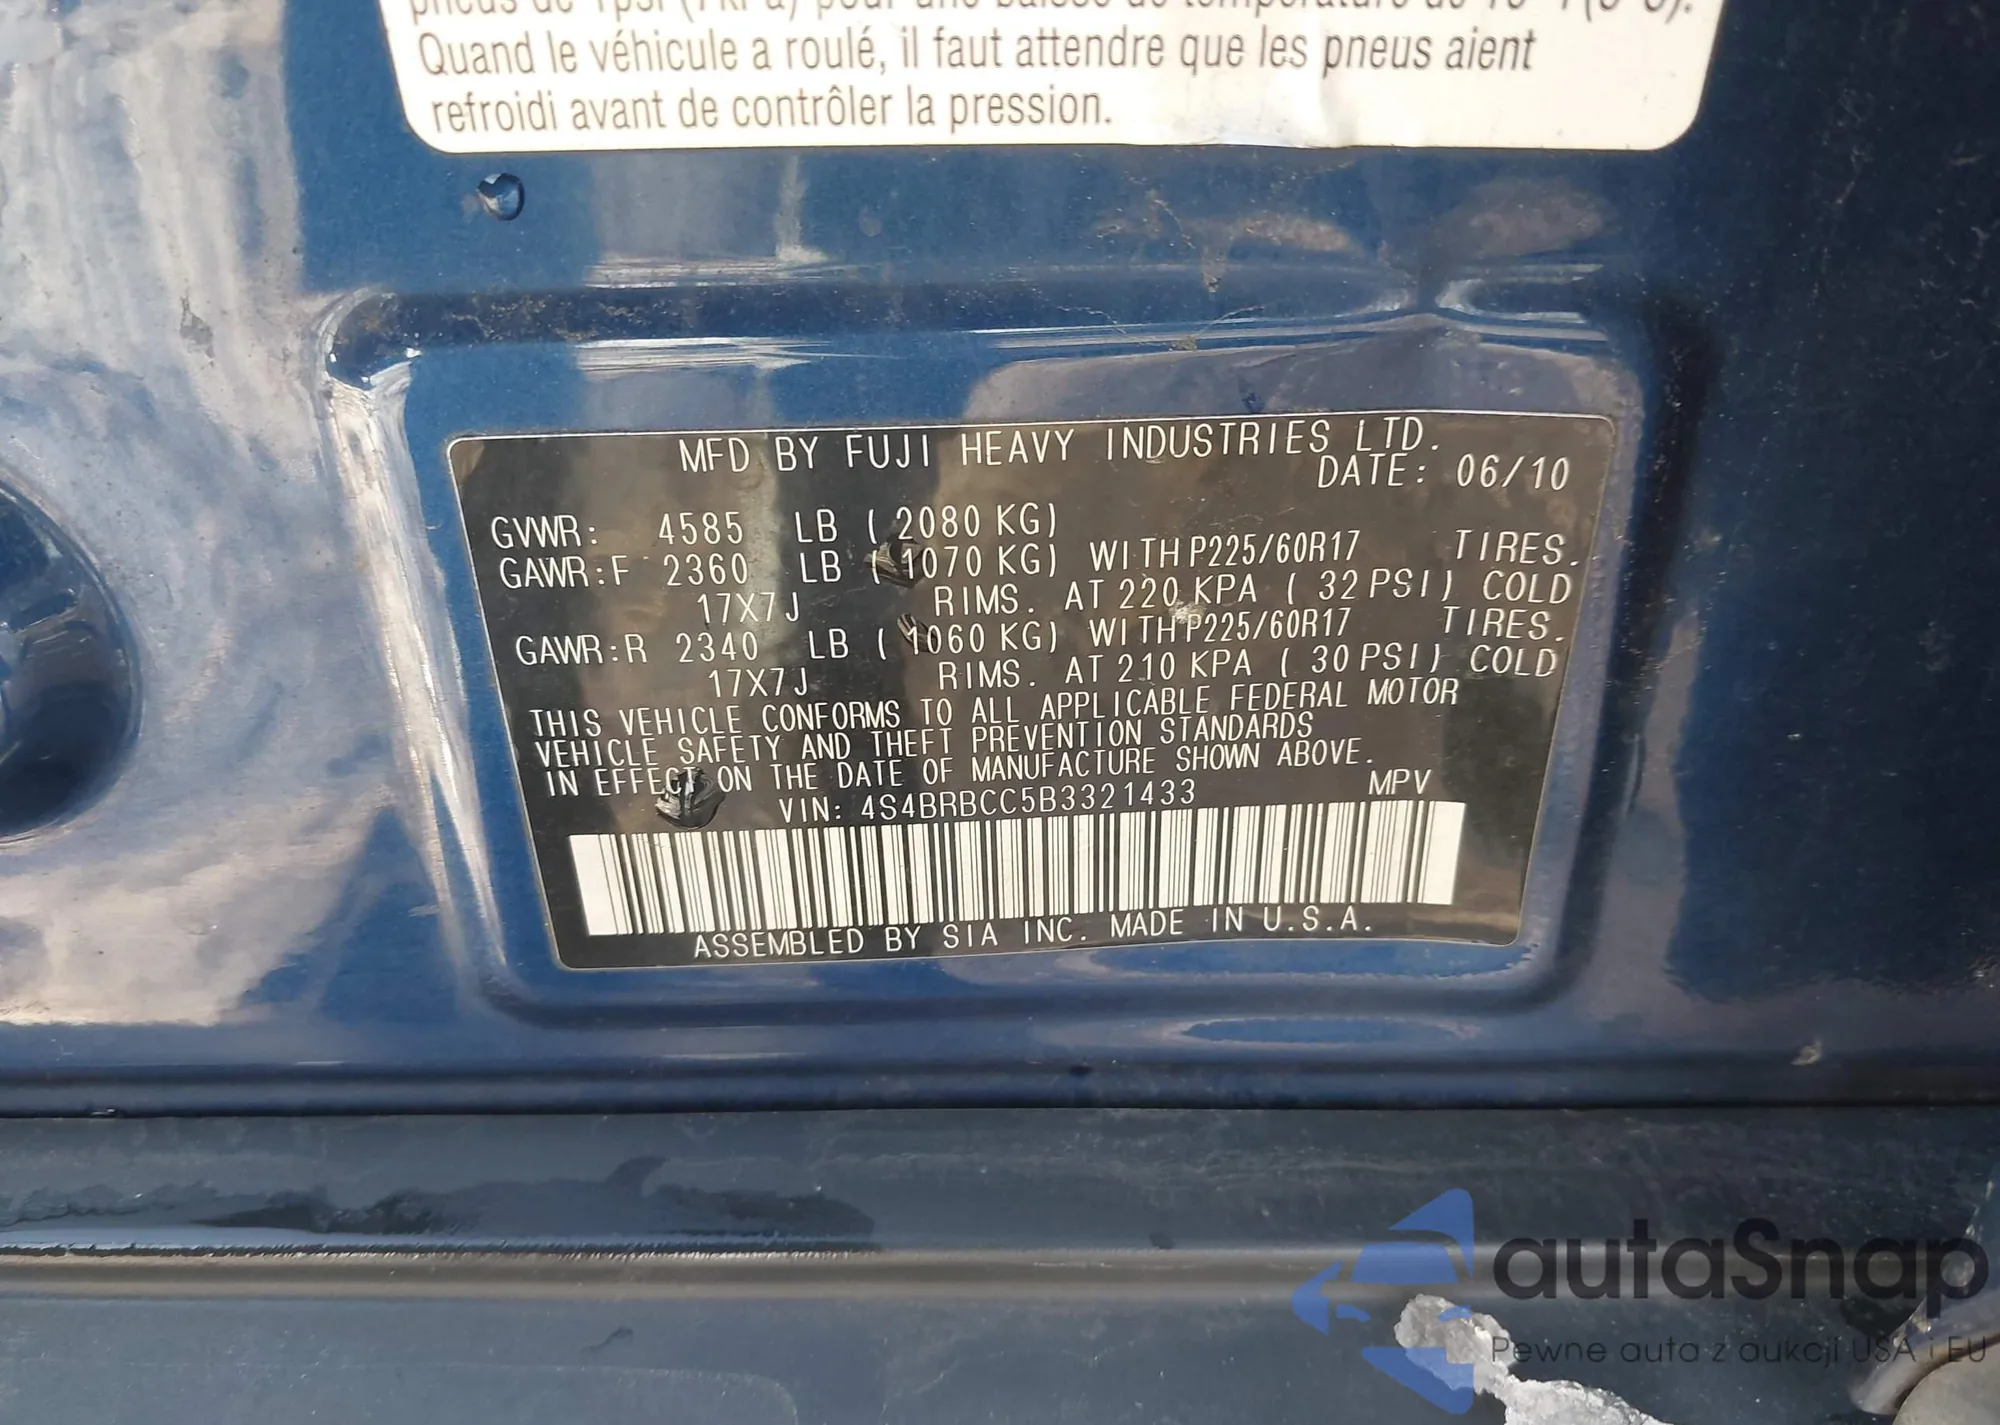 Quand le véhicule a roulé, il faut attendre que les pneus aient
refroidi avant de contrôler la pression.
MFD BY FUJI HEAVY INDUSTRIES LTD.
DATE: 06/10
GVWR: 4585 LB ( 2080 KG)
GAWR:F 2360 LB ( 1070 KG) WITH P225/60R17 TIRES.
17X7J RIMS. AT 220 KPA ( 32 PSI) COLD
GAWR:R 2340 LB ( 1060 KG) WITH P225/60R17 TIRES.
17X7J RIMS. AT 210 KPA ( 30 PSI) COLD
THIS VEHICLE CONFORMS TO ALL APPLICABLE FEDERAL MOTOR
VEHICLE SAFETY AND THEFT PREVENTION STANDARDS
IN EFFECT ON THE DATE OF MANUFACTURE SHOWN ABOVE.
VIN: 4S4BRBCC5B3321433 MPV
ASSEMBLED BY SIA INC. MADE IN U.S.A.
autaSnap
Pewne auta z aukcji USA i EU